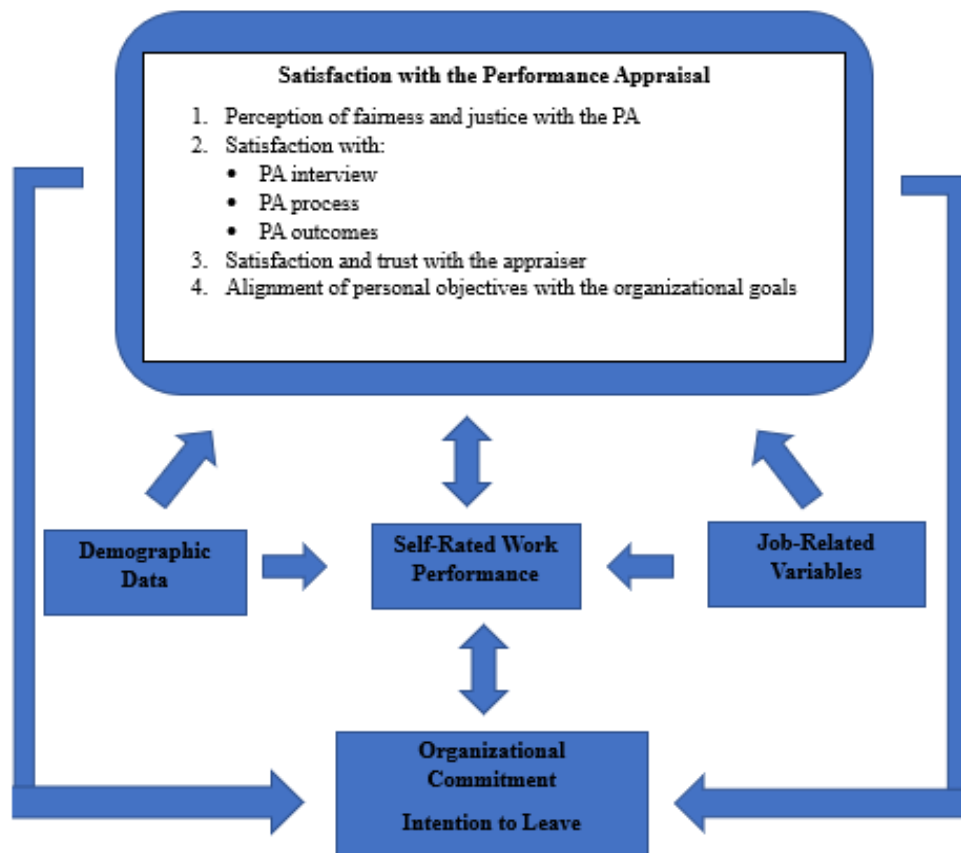 Satisfaction with the Performance Appraisal
1. Perception of fairness and justice with the PA
2. Satisfaction with:
• PA interview
• PA process
• PA outcomes
3. Satisfaction and trust with the appraiser
4. Alignment of personal objectives with the organizational goals
Demographic
Data
Self-Rated Work
Performance
Job-Related
Variables
Organizational
Commitment
Intention to Leave